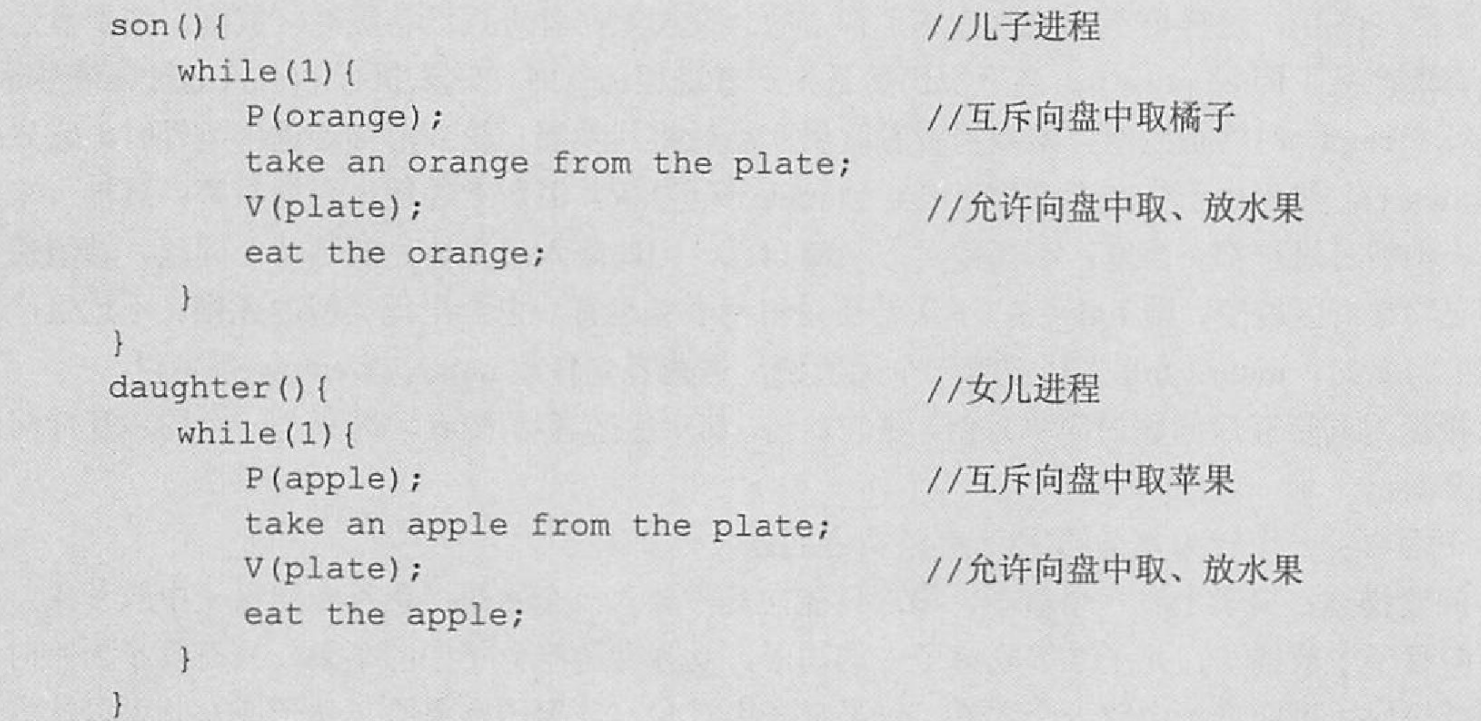 son(){ //儿子进程
while(1){
P(orange); //互斥向盘中取橘子
take an orange from the plate;
V(plate); //允许向盘中取、放水果
eat the orange;
}
}
daughter(){ //女儿进程
while(1){
P(apple); //互斥向盘中取苹果
take an apple from the plate;
V(plate); //允许向盘中取、放水果
eat the apple;
}
}